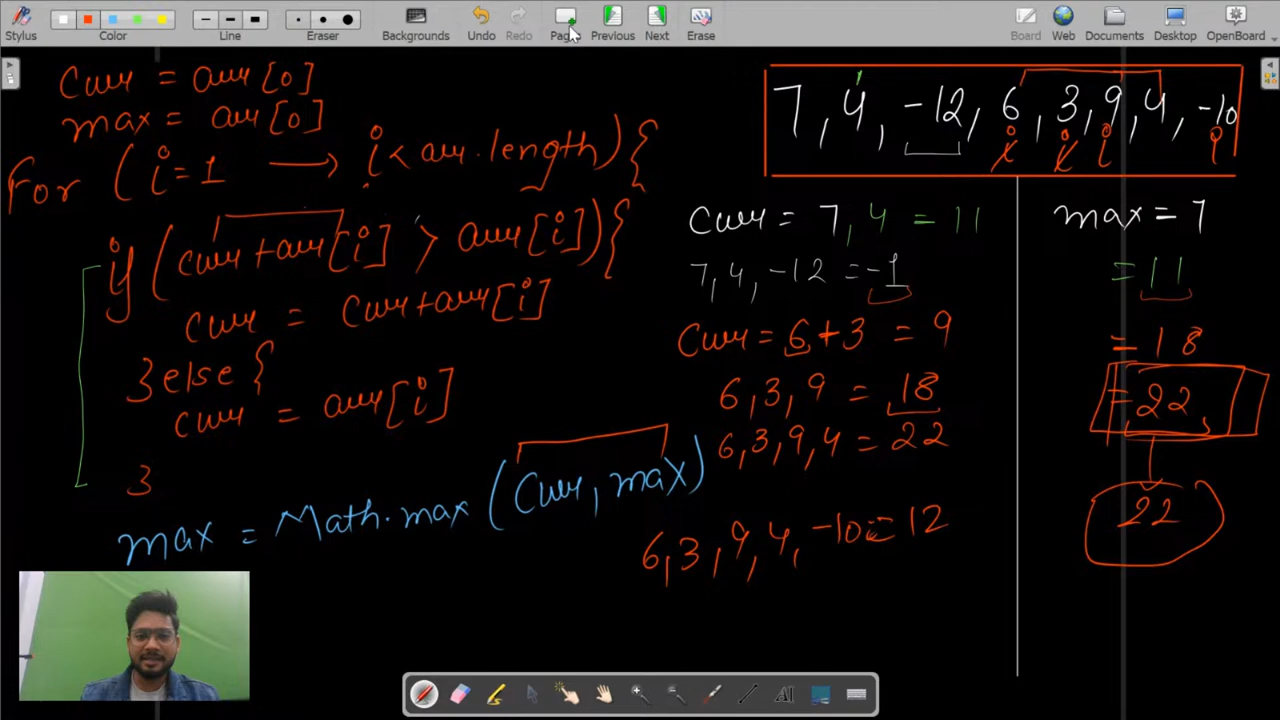 Stylus Color Line Eraser Backgrounds Undo Redo Previous Next Erase Board Web Documents Desktop OpenBoard
curr = arr[0]
max = arr[0]
For (i=1 → i< arr.length){
if (curr+arr[i] > arr[i]){
curr = curr+arr[i]
}else{
curr = arr[i]
}
max = Math.max (curr, max)
7, 4, -12, 6, 3, 9, 4, -10
i i i i
curr = 7, 4 = 11
7, 4, -12 = -1
curr = 6+3 = 9
6, 3, 9 = 18
6, 3, 9, 4 = 22
6, 3, 9, 4, -10 = 12
max = 7
= 11
= 18
= 22
22
AI